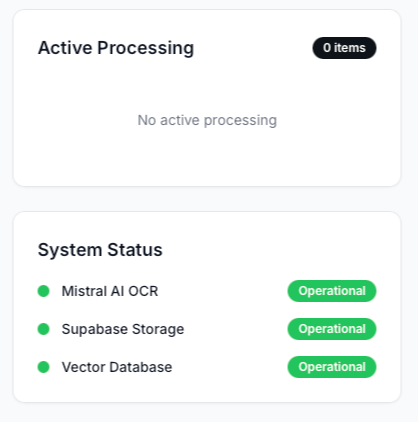 Active Processing
0 items
No active processing
System Status
Mistral AI OCR
Operational
Supabase Storage
Operational
Vector Database
Operational